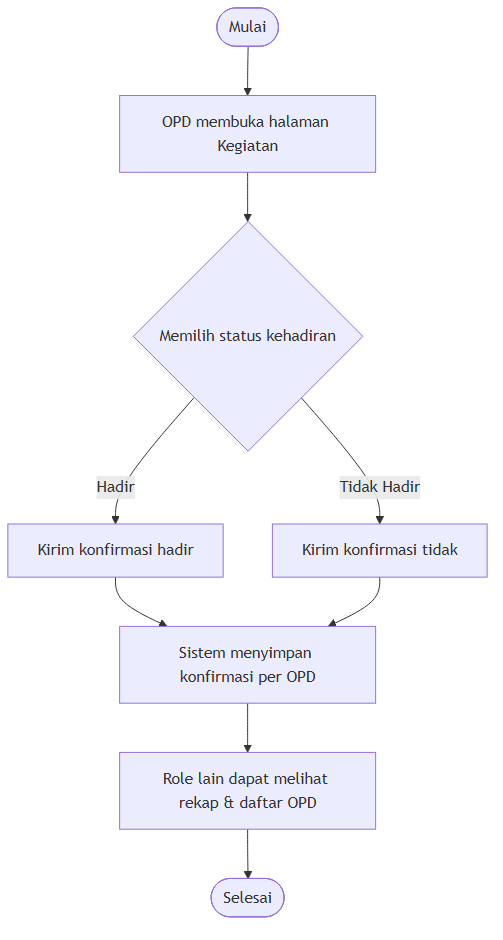 Mulai
OPD membuka halaman
Kegiatan
Memilih status kehadiran
Hadir
Tidak Hadir
Kirim konfirmasi hadir
Kirim konfirmasi tidak
Sistem menyimpan
konfirmasi per OPD
Role lain dapat melihat
rekap & daftar OPD
Selesai